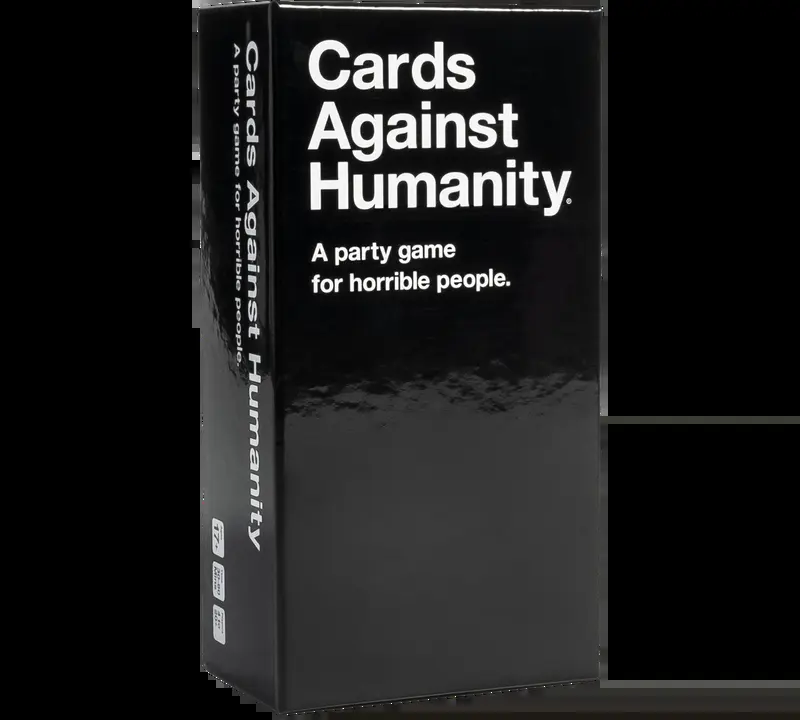 Cards
Against
Humanity®
A party game
for horrible people.
Cards Against Humanity
A party game for horrible people.
17+